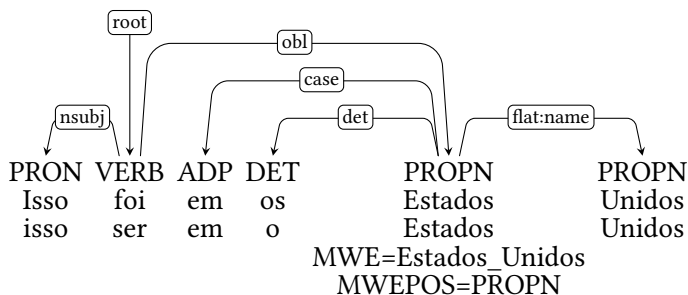 root
obl
case
nsubj det flat:name
PRON VERB ADP DET PROPN PROPN
Isso foi em os Estados Unidos
isso ser em o Estados Unidos
MWE=Estados_Unidos
MWEPOS=PROPN